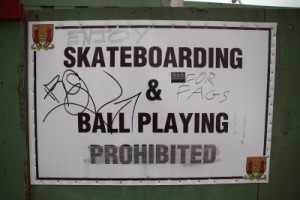 ENJOY
SKATEBOARDING
& FOR FAGS
BALL PLAYING
PROHIBITED